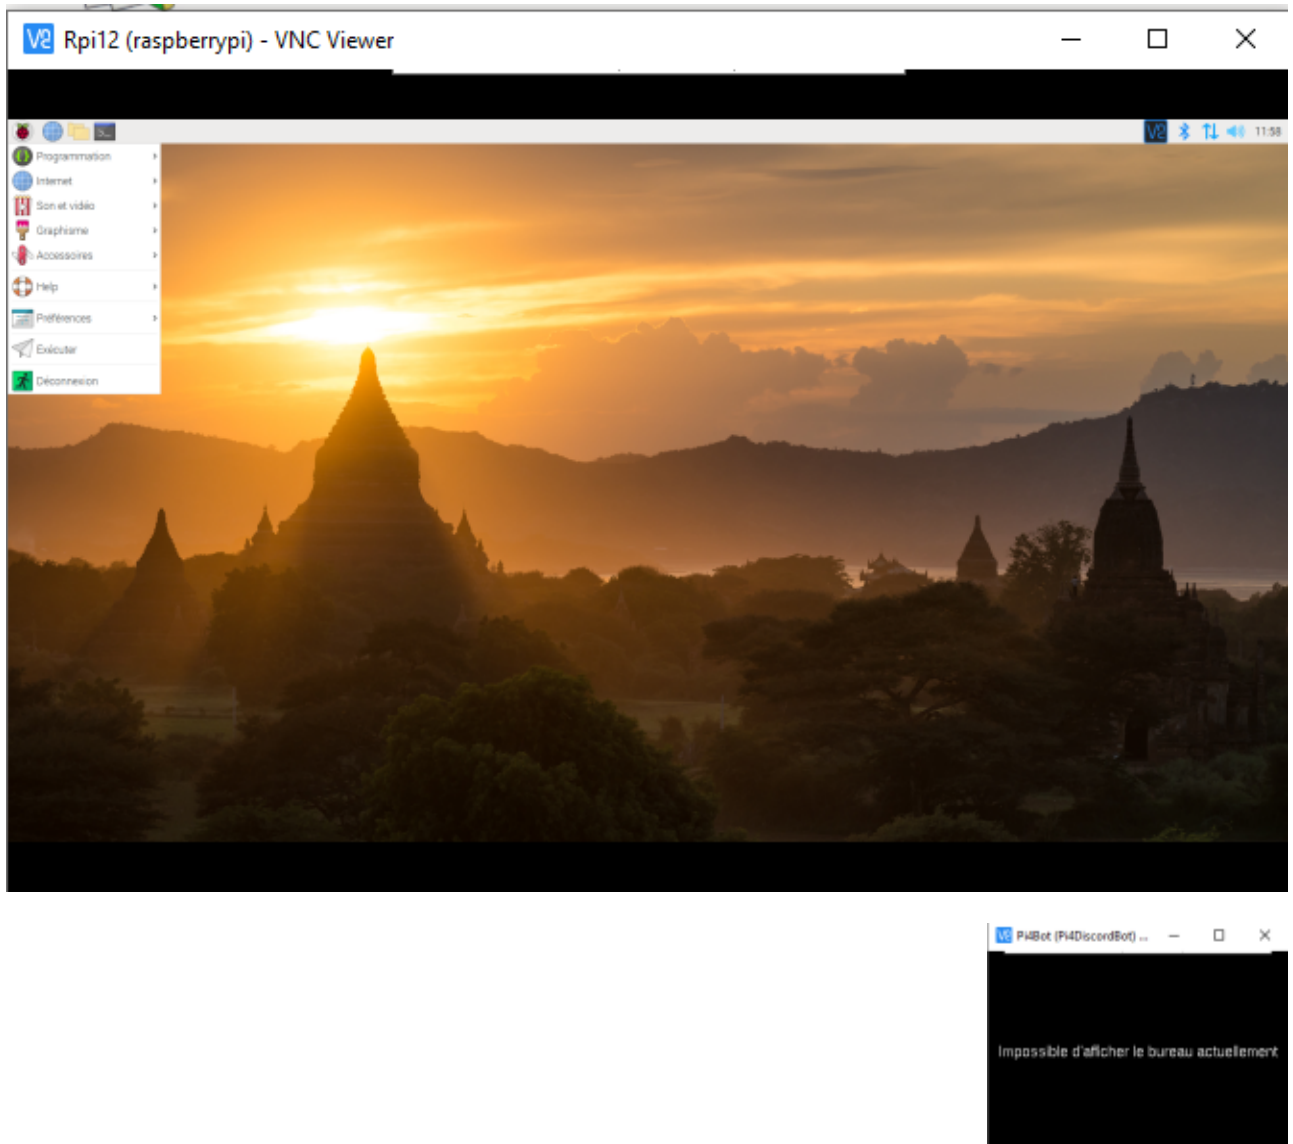 Rpi12 (raspberrypi) - VNC Viewer
11:58
Programmation
Internet
Son et vidéo
Graphisme
Accessoires
Help
Préférences
Exécuter
Déconnexion
Pi4Bot (Pi4DiscordBot) ...
Impossible d'afficher le bureau actuellement